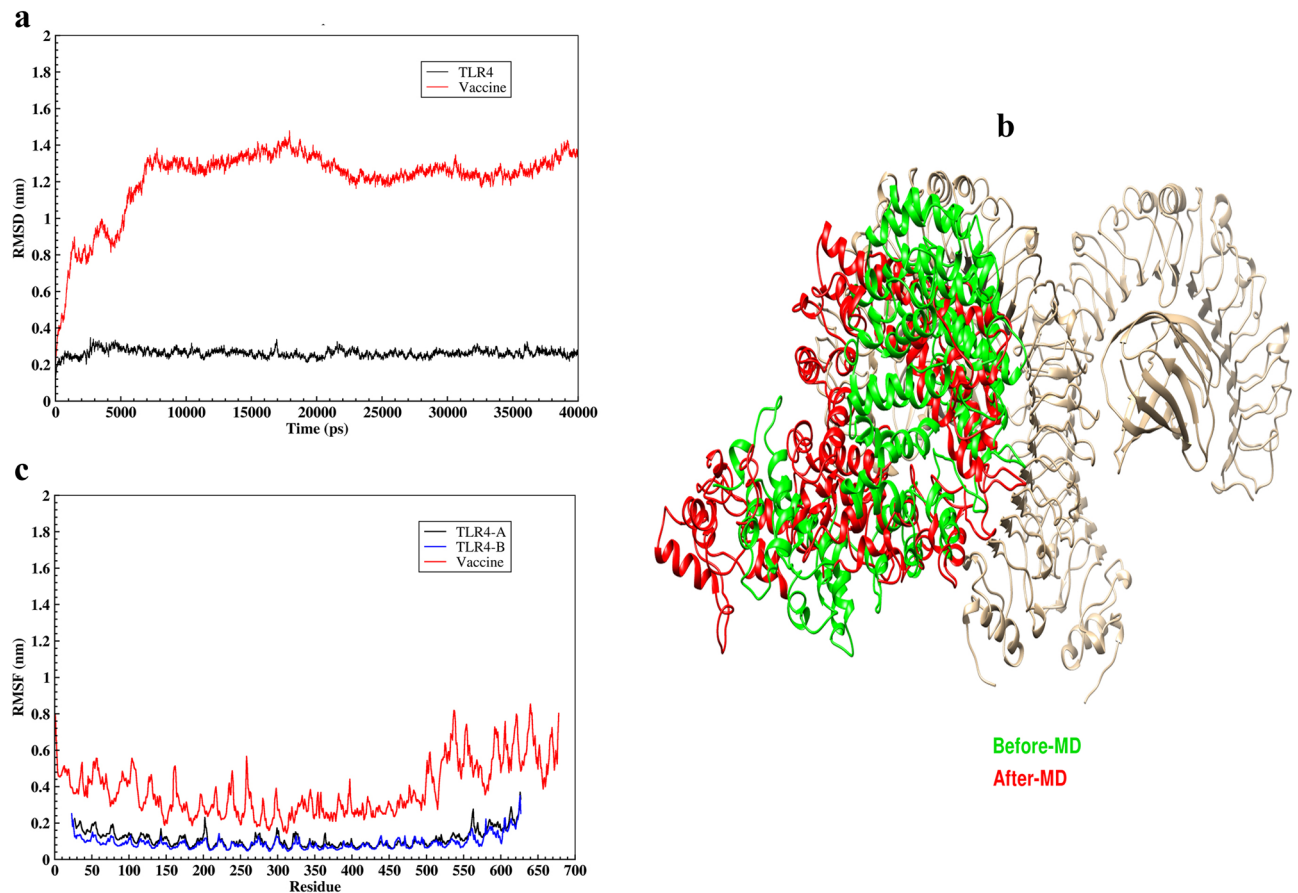 a
2
1.8
1.6
1.4
1.2
1
0.8
0.6
0.4
0.2
0
RMSD (nm)
TLR4
Vaccine
0 5000 10000 15000 20000 25000 30000 35000 40000
Time (ps)
b
Before-MD
After-MD
c
2
1.8
1.6
1.4
1.2
1
0.8
0.6
0.4
0.2
0
RMSF (nm)
TLR4-A
TLR4-B
Vaccine
0 50 100 150 200 250 300 350 400 450 500 550 600 650 700
Residue